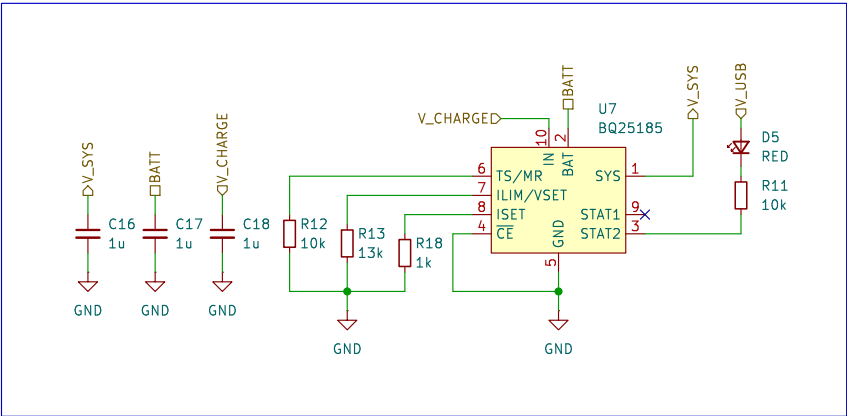 BATT
V_SYS
V_USB
U7
BQ25185
V_CHARGE
10
2
IN
BAT
D5
RED
V_SYS
BATT
V_CHARGE
6
TS/MR
SYS
1
7
ILIM/VSET
R11
10k
8
ISET
STAT1
9
4
CE
GND
STAT2
3
5
C16
1u
C17
1u
C18
1u
R12
10k
R13
13k
R18
1k
GND
GND
GND
GND
GND